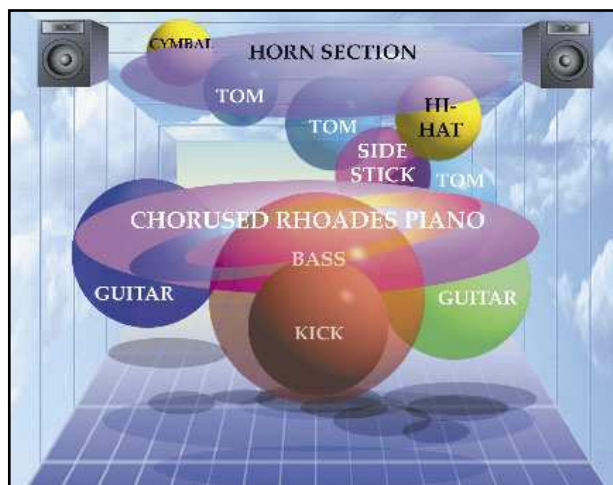 CYMBAL
HORN SECTION
TOM
TOM
HI-
HAT
SIDE
STICK
TOM
CHORUSED RHOADES PIANO
BASS
GUITAR
GUITAR
KICK